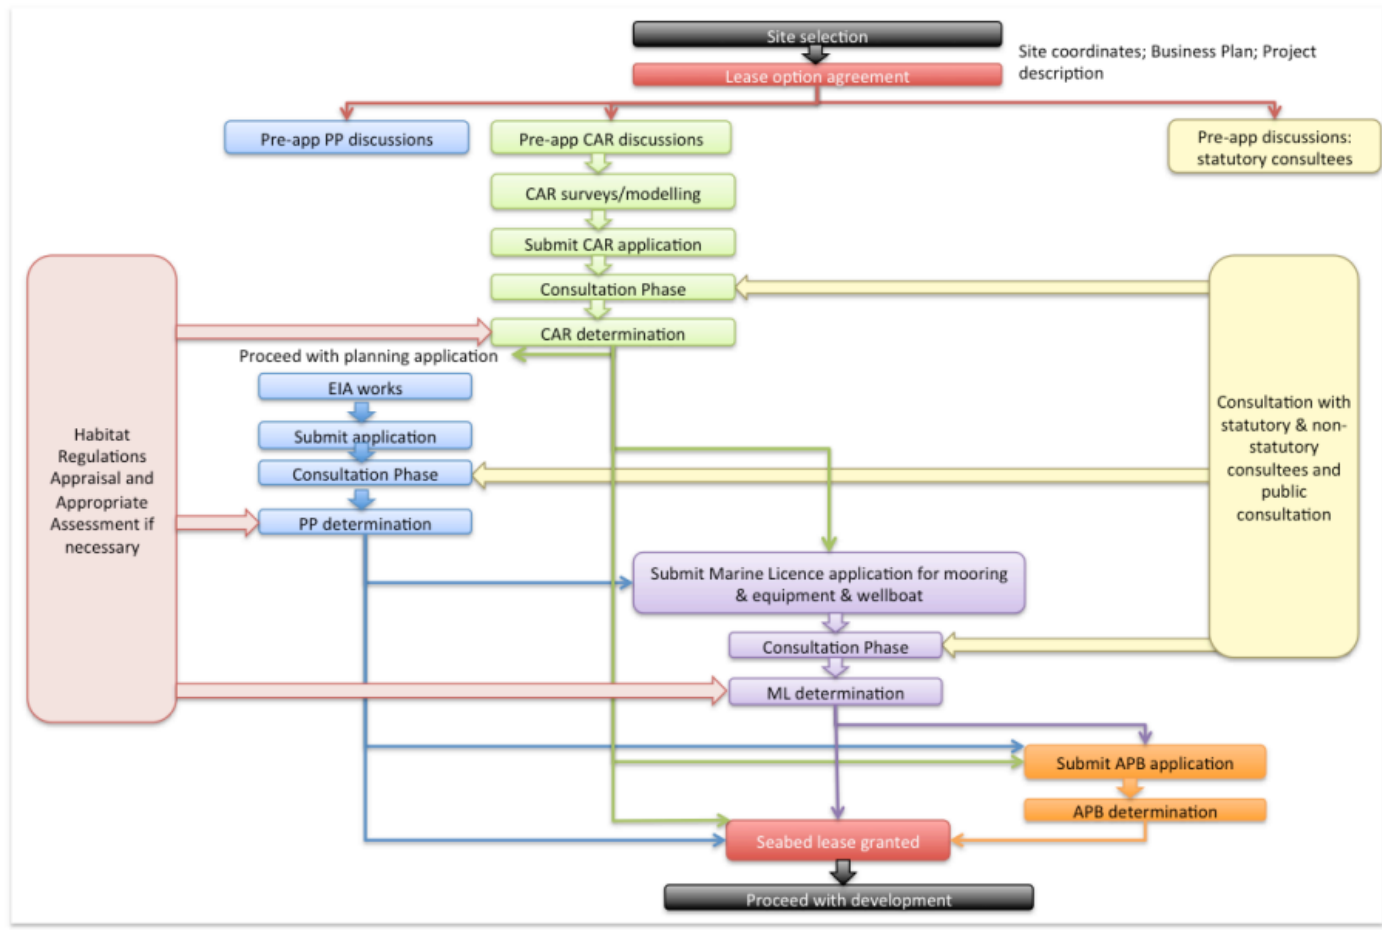 Site selection
Site coordinates; Business Plan; Project
description
Lease option agreement
Pre-app PP discussions
Pre-app CAR discussions
Pre-app discussions:
statutory consultees
CAR surveys/modelling
Submit CAR application
Consultation Phase
CAR determination
Proceed with planning application
EIA works
Submit application
Consultation Phase
PP determination
Habitat
Regulations
Appraisal and
Appropriate
Assessment if
necessary
Consultation with
statutory & non-
statutory
consultees and
public
consultation
Submit Marine Licence application for mooring
& equipment & wellboat
Consultation Phase
ML determination
Submit APB application
APB determination
Seabed lease granted
Proceed with development